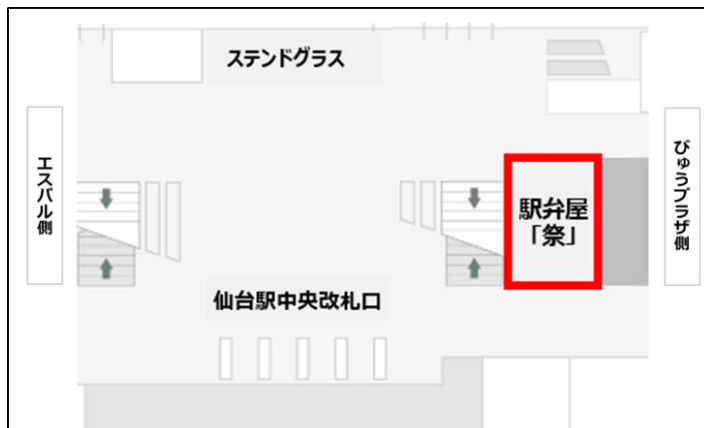 ステンドグラス
エスパル側
びゅうプラザ側
駅弁屋
「祭」
仙台駅中央改札口